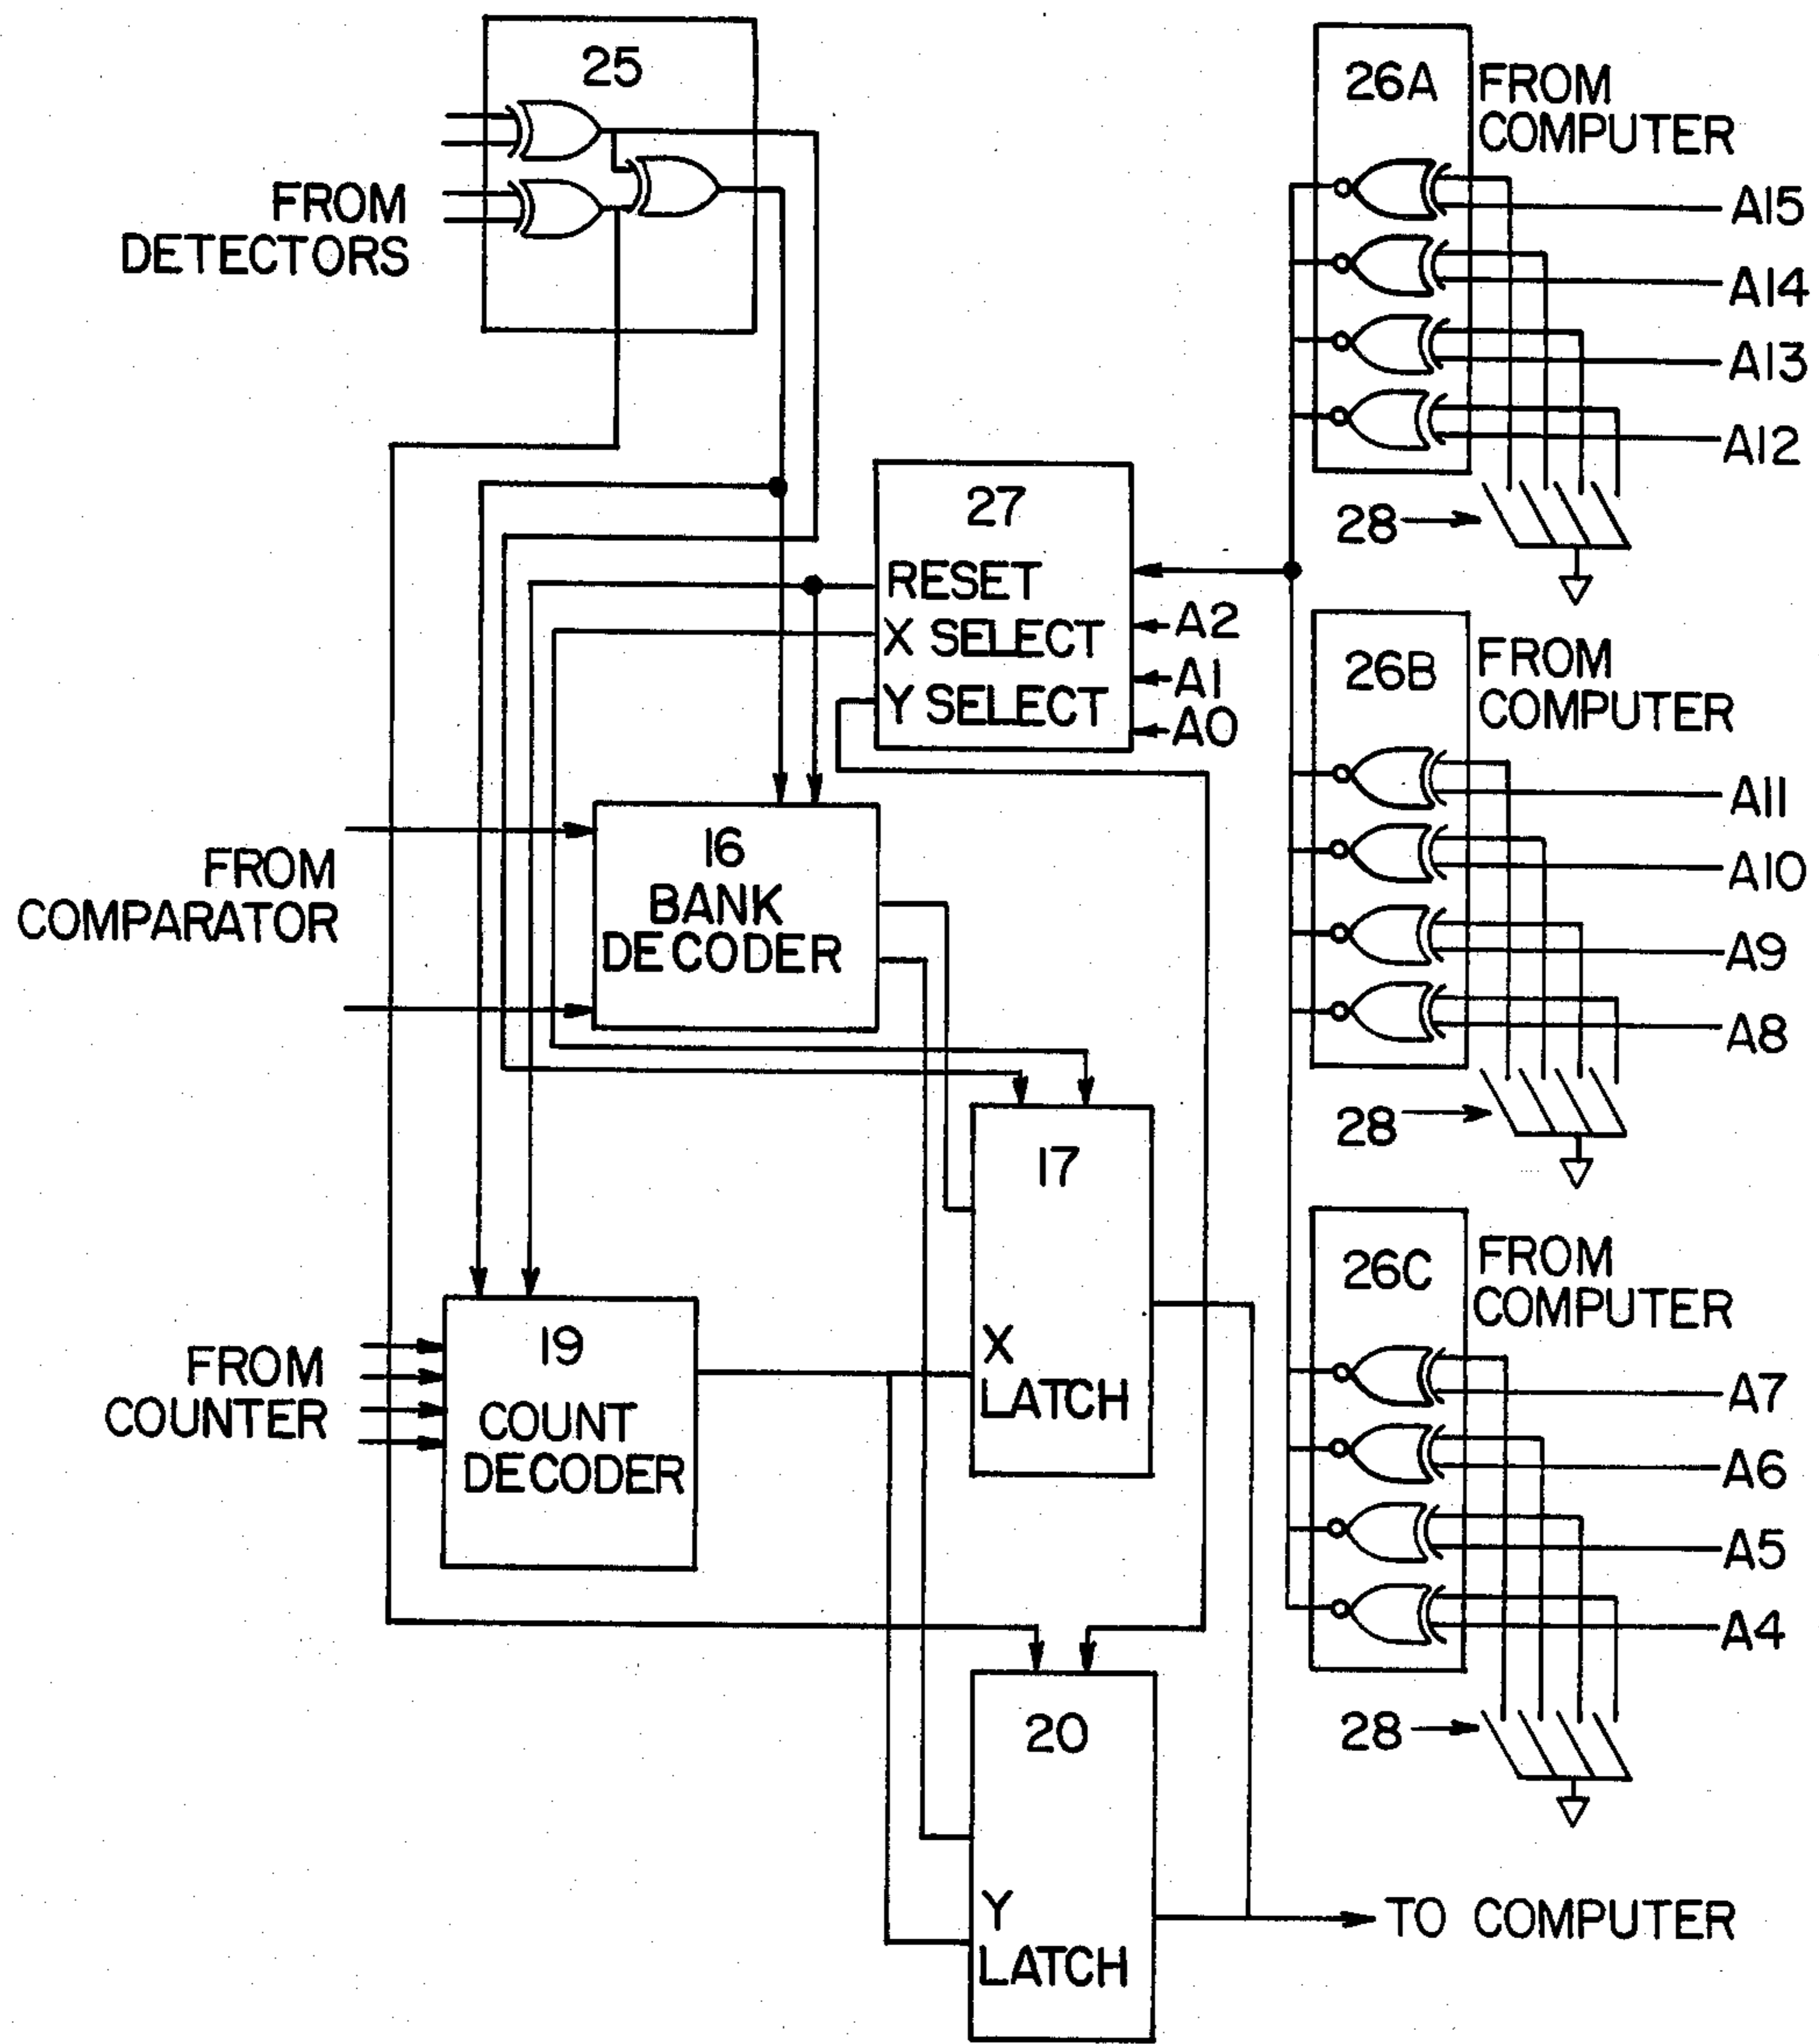 25
FROM
DETECTORS
26A
FROM
COMPUTER
A15
A14
A13
A12
28
27
RESET
X SELECT
Y SELECT
A2
A1
A0
26B
FROM
COMPUTER
A11
A10
A9
A8
28
FROM
COMPARATOR
16
BANK
DECODER
17
X
LATCH
26C
FROM
COMPUTER
A7
A6
A5
A4
28
FROM
COUNTER
19
COUNT
DECODER
20
Y
LATCH
TO COMPUTER